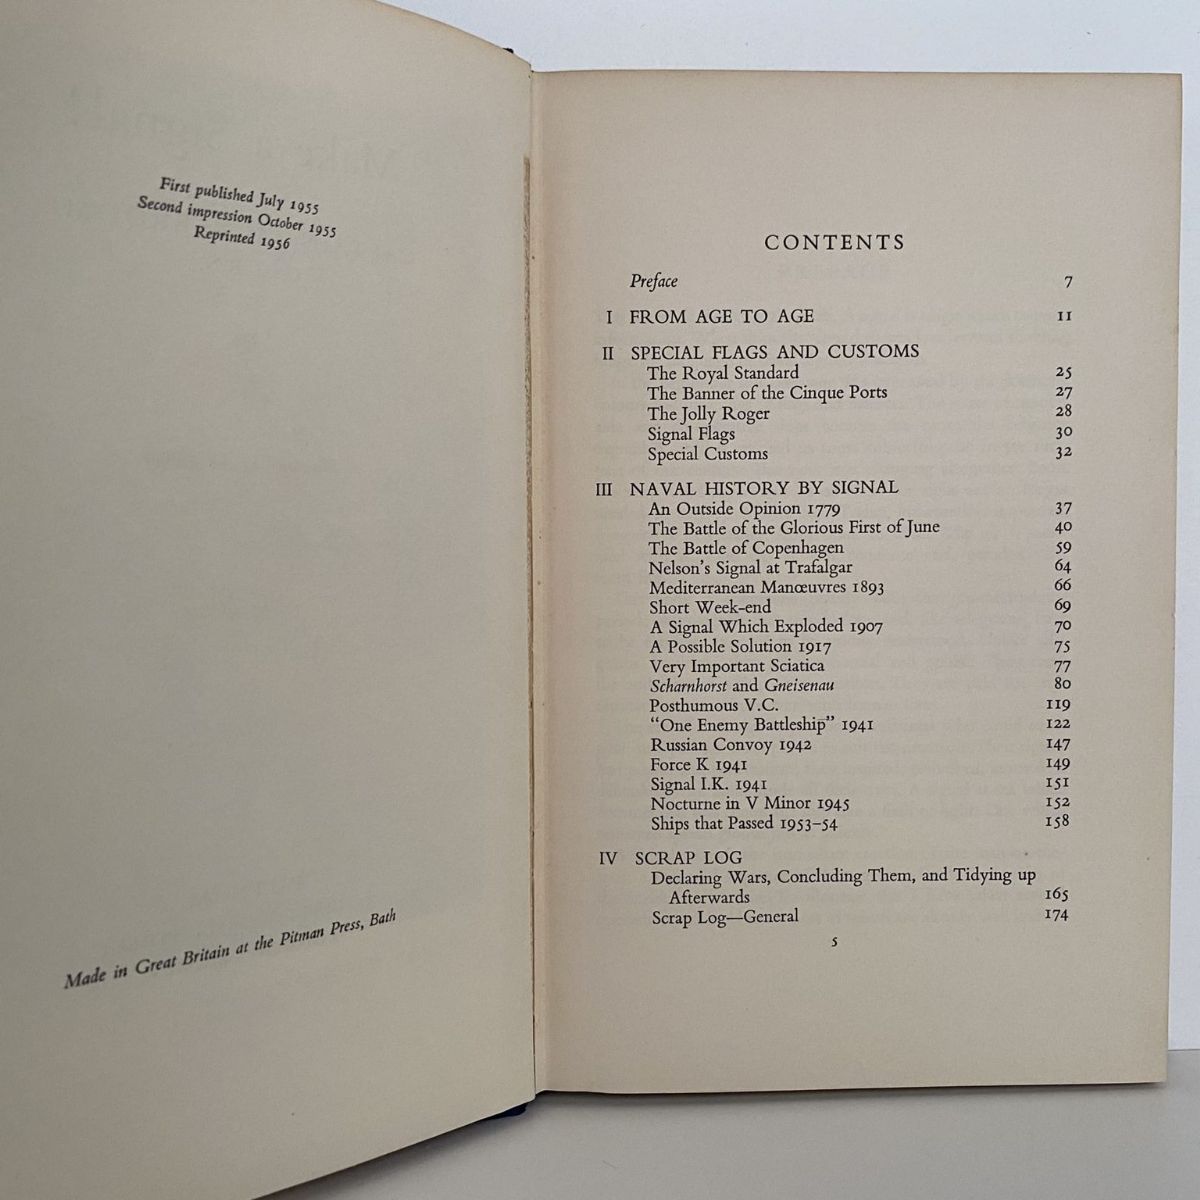 First published July 1955
Second impression October 1955
Reprinted 1956
Made in Great Britain at the Pitman Press, Bath
CONTENTS
Preface 7
I FROM AGE TO AGE 11
II SPECIAL FLAGS AND CUSTOMS
The Royal Standard 25
The Banner of the Cinque Ports 27
The Jolly Roger 28
Signal Flags 30
Special Customs 32
III NAVAL HISTORY BY SIGNAL
An Outside Opinion 1779 37
The Battle of the Glorious First of June 40
The Battle of Copenhagen 59
Nelson's Signal at Trafalgar 64
Mediterranean Manœuvres 1893 66
Short Week-end 69
A Signal Which Exploded 1907 70
A Possible Solution 1917 75
Very Important Sciatica 77
Scharnhorst and Gneisenau 80
Posthumous V.C. 119
"One Enemy Battleship" 1941 122
Russian Convoy 1942 147
Force K 1941 149
Signal I.K. 1941 151
Nocturne in V Minor 1945 152
Ships that Passed 1953–54 158
IV SCRAP LOG
Declaring Wars, Concluding Them, and Tidying up
Afterwards 165
Scrap Log—General 174
5